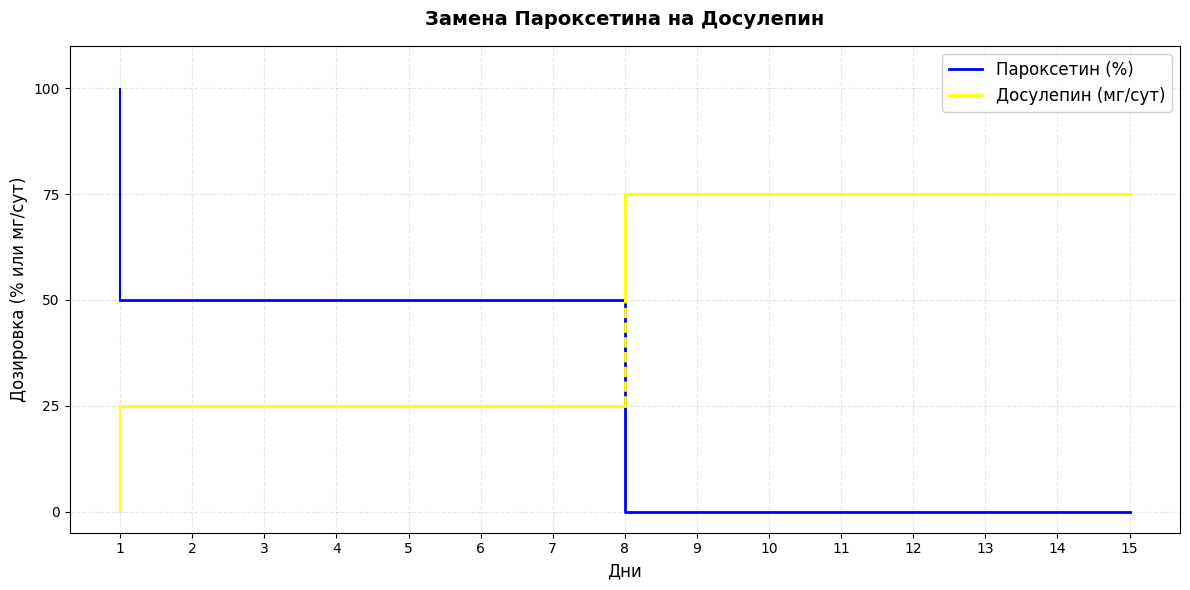 Замена Пароксетина на Досулепин
Пароксетин (%)
Досулепин (мг/сут)
Дозировка (% или мг/сут)
100
75
50
25
0
1 2 3 4 5 6 7 8 9 10 11 12 13 14 15
Дни